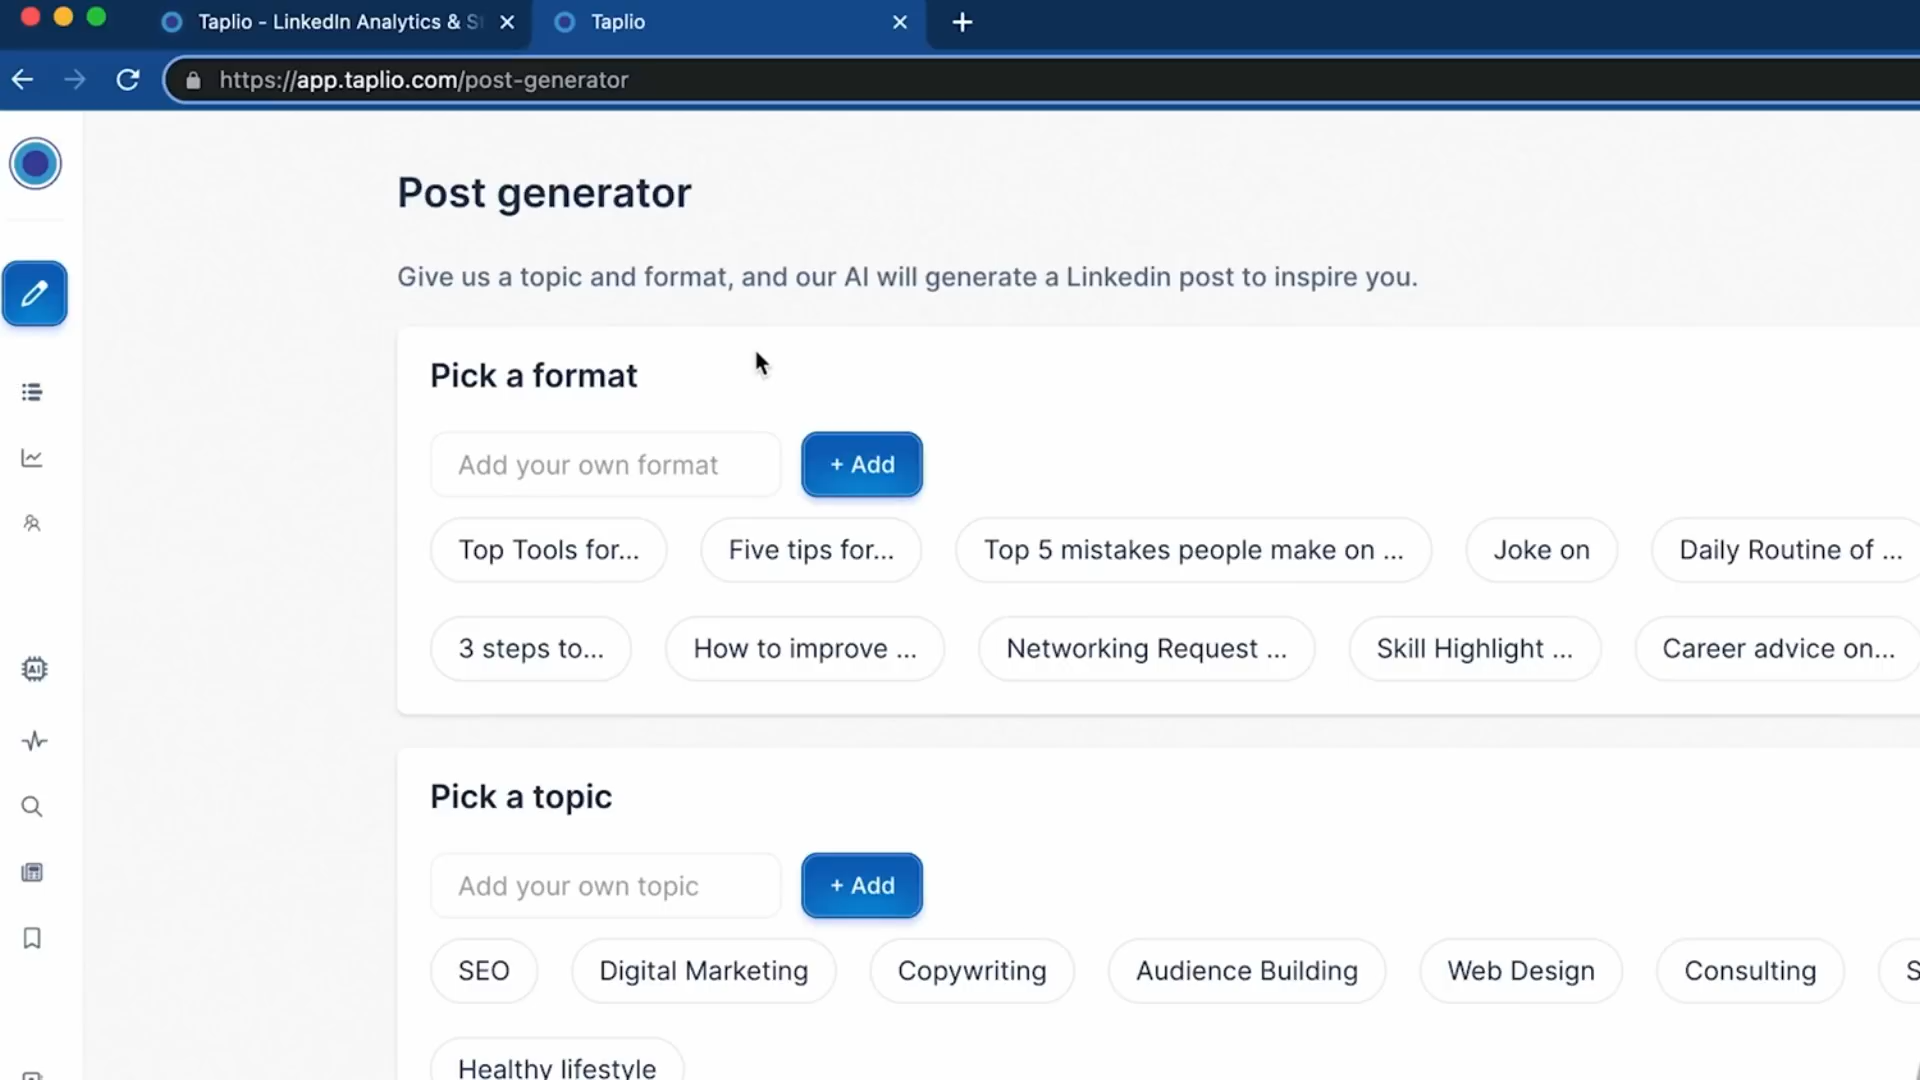 Taplio - LinkedIn Analytics & S
Taplio
https://app.taplio.com/post-generator
Post generator
Give us a topic and format, and our AI will generate a Linkedin post to inspire you.
Pick a format
Add your own format
+ Add
Top Tools for...
Five tips for...
Top 5 mistakes people make on ...
Joke on
Daily Routine of ...
3 steps to...
How to improve ...
Networking Request ...
Skill Highlight ...
Career advice on...
AI
Pick a topic
Add your own topic
+ Add
SEO
Digital Marketing
Copywriting
Audience Building
Web Design
Consulting
S
Healthy lifestyle